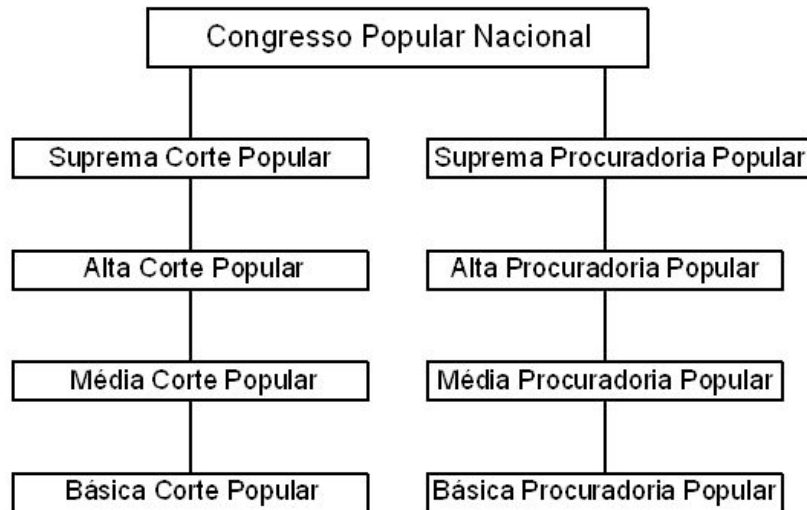 Congresso Popular Nacional
Suprema Corte Popular
Suprema Procuradoria Popular
Alta Corte Popular
Alta Procuradoria Popular
Média Corte Popular
Média Procuradoria Popular
Básica Corte Popular
Básica Procuradoria Popular